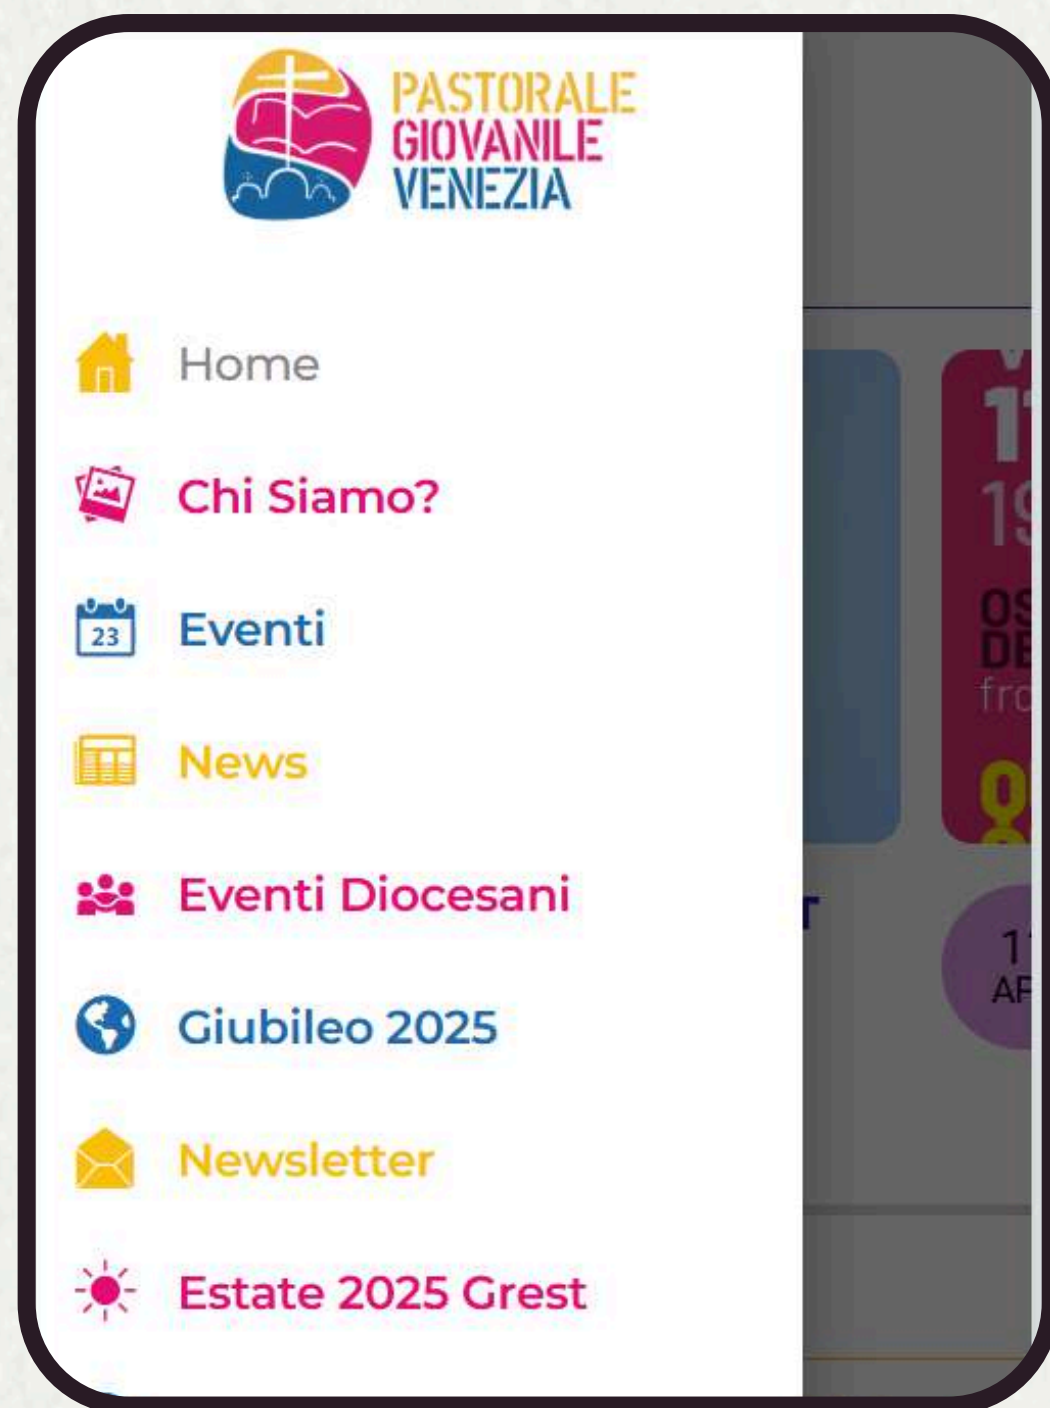 PASTORALE
GIOVANILE
VENEZIA
Home
Chi Siamo?
23
Eventi
News
Eventi Diocesani
Giubileo 2025
Newsletter
Estate 2025 Grest